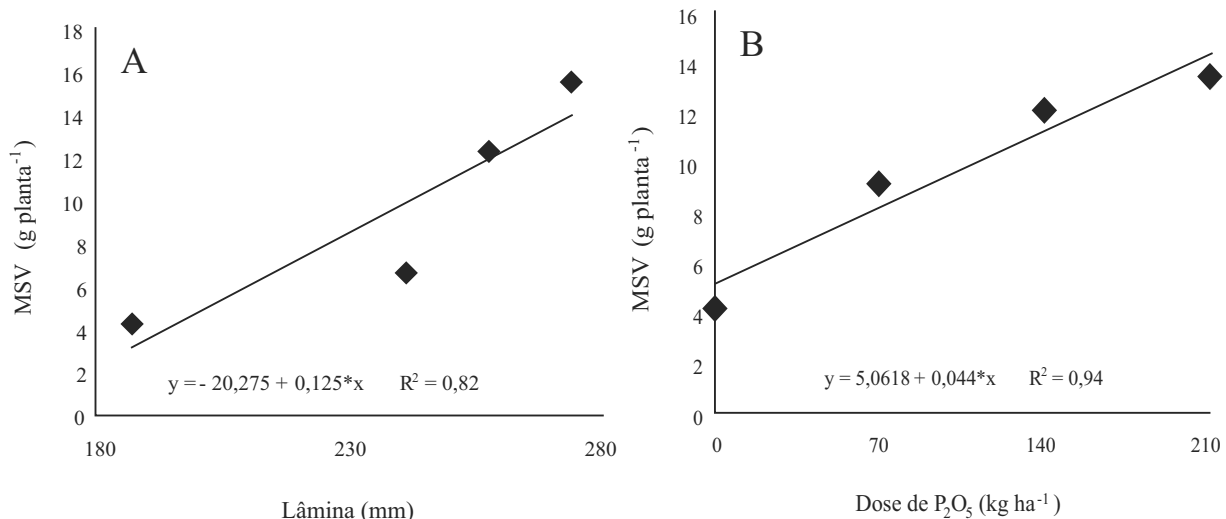 A
MSV (g planta⁻¹)
18
16
14
12
10
8
6
4
2
0
y = - 20,275 + 0,125*x R² = 0,82
180 230 280
Lâmina (mm)
B
MSV (g planta⁻¹)
16
14
12
10
8
6
4
2
0
y = 5,0618 + 0,044*x R² = 0,94
0 70 140 210
Dose de P₂O₅ (kg ha⁻¹)